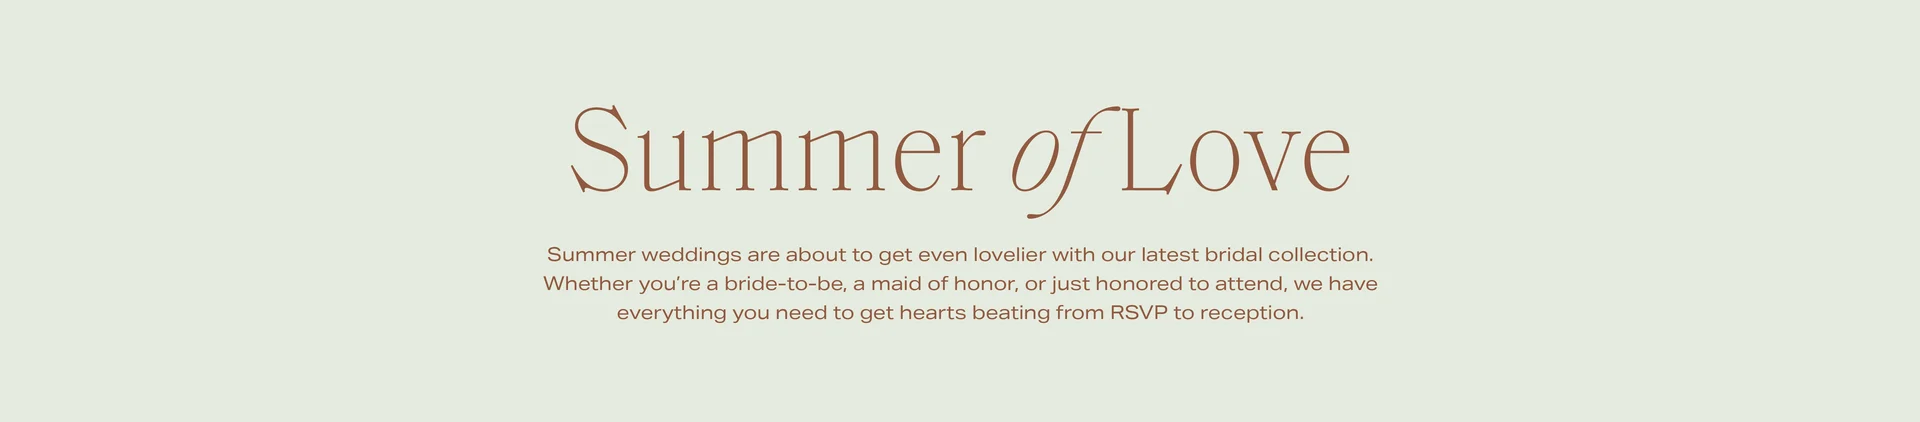 Summer of Love
Summer weddings are about to get even lovelier with our latest bridal collection.
Whether you’re a bride-to-be, a maid of honor, or just honored to attend, we have
everything you need to get hearts beating from RSVP to reception.